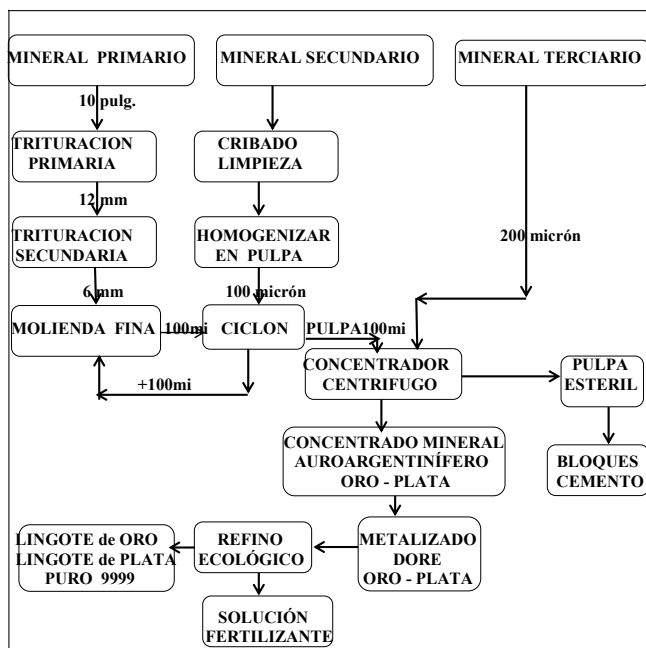 MINERAL PRIMARIO
MINERAL SECUNDARIO
MINERAL TERCIARIO
10 pulg.
TRITURACION
PRIMARIA
CRIBADO
LIMPIEZA
12 mm
TRITURACION
SECUNDARIA
HOMOGENIZAR
EN PULPA
200 micrón
6 mm
100 micrón
MOLIENDA FINA
100mi
CICLON
PULPA100mi
+100mi
CONCENTRADOR
CENTRIFUGO
PULPA
ESTERIL
CONCENTRADO MINERAL
AUROARGENTINÍFERO
ORO - PLATA
BLOQUES
CEMENTO
LINGOTE de ORO
LINGOTE de PLATA
PURO 9999
REFINO
ECOLÓGICO
METALIZADO
DORE
ORO - PLATA
SOLUCIÓN
FERTILIZANTE